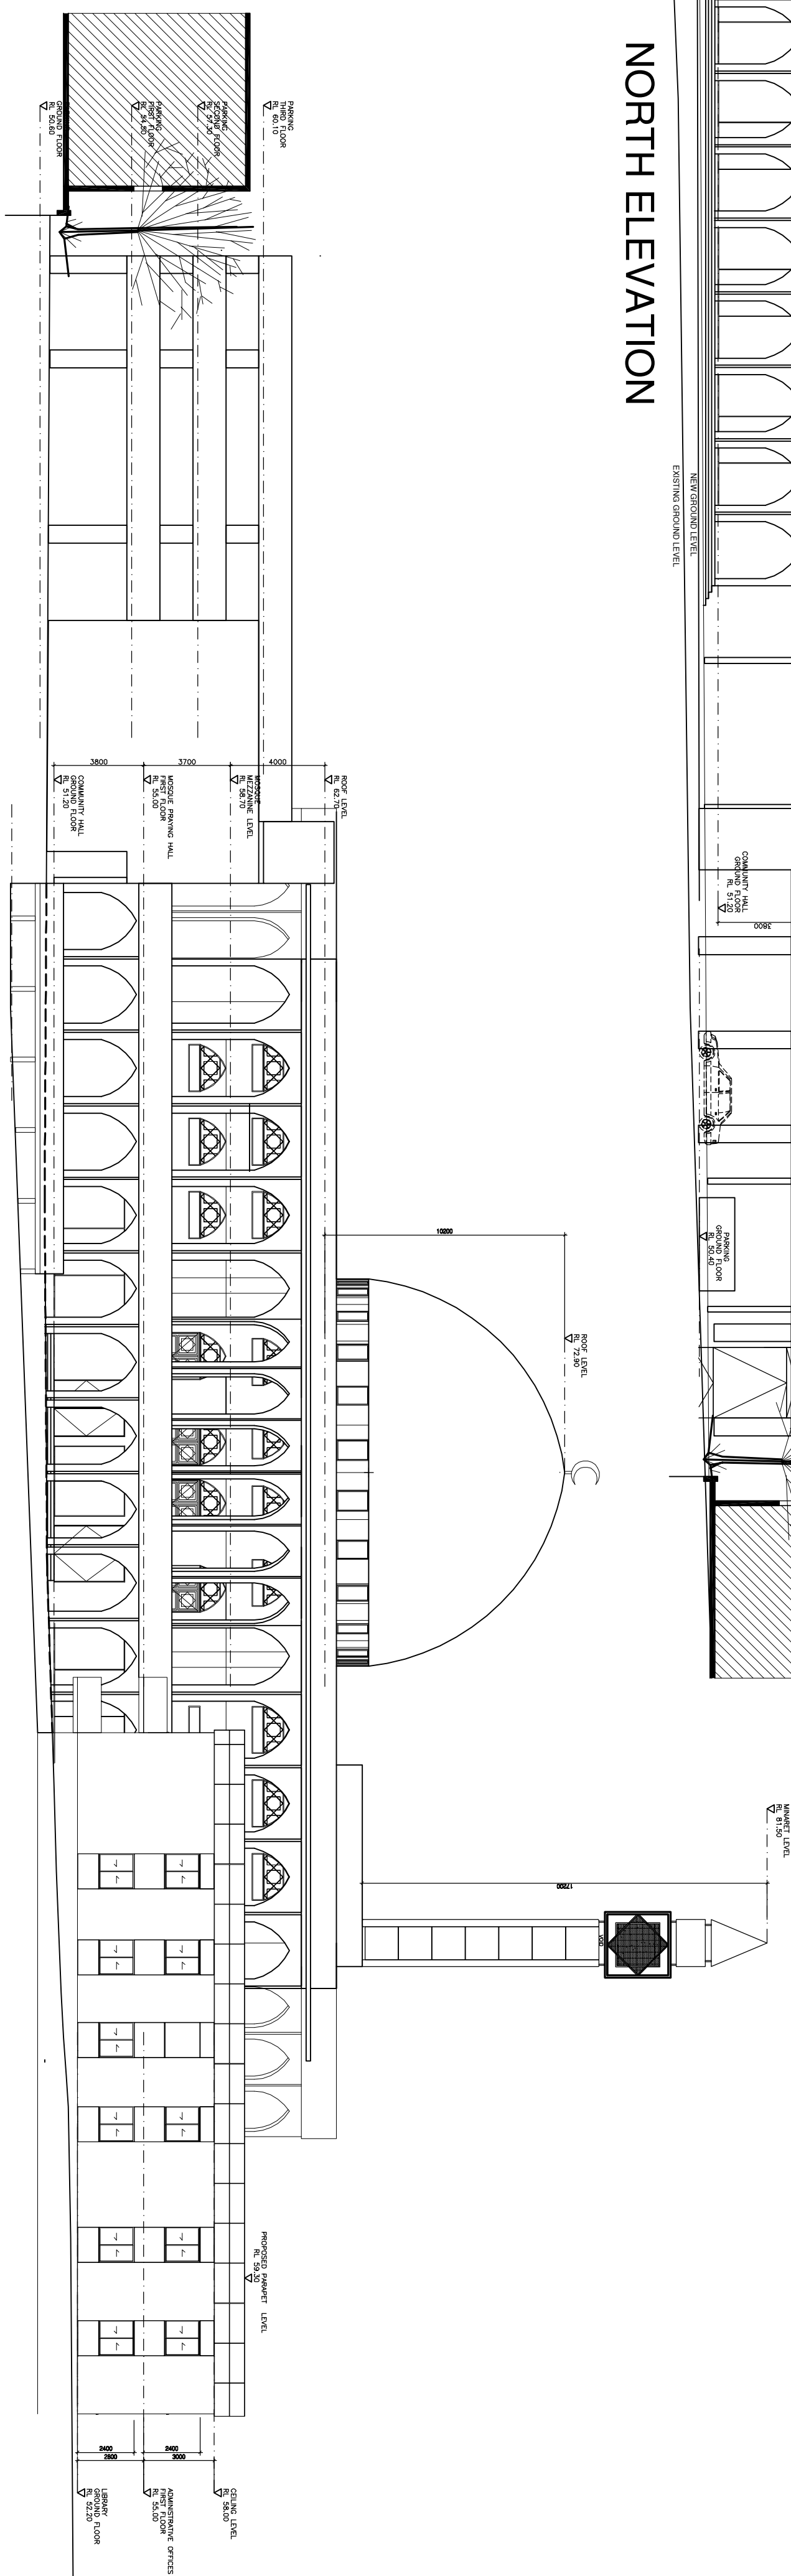 NORTH ELEVATION
NEW GROUND LEVEL
EXISTING GROUND LEVEL
COMMUNITY HALL
GROUND FLOOR
RL 51.20
3800
PARKING
GROUND FLOOR
RL 50.40
PARKING
THIRD FLOOR
RL 60.10
PARKING
SECOND FLOOR
RL 57.30
PARKING
FIRST FLOOR
RL 54.50
GROUND FLOOR
RL 50.60
4000
3700
3800
ROOF LEVEL
RL 62.70
MOSQUE
MEZZANINE LEVEL
RL 58.70
MOSQUE PRAYING HALL
FIRST FLOOR
RL 55.00
COMMUNITY HALL
GROUND FLOOR
RL 51.20
10200
ROOF LEVEL
RL 72.90
MINARET LEVEL
RL 81.50
17200
VOID
PROPOSED PARAPET LEVEL
RL 59.30
2400
2400
3000
2800
CEILING LEVEL
RL 58.00
ADMINISTRATIVE OFFICES
FIRST FLOOR
RL 55.00
LIBRARY
GROUND FLOOR
RL 52.20